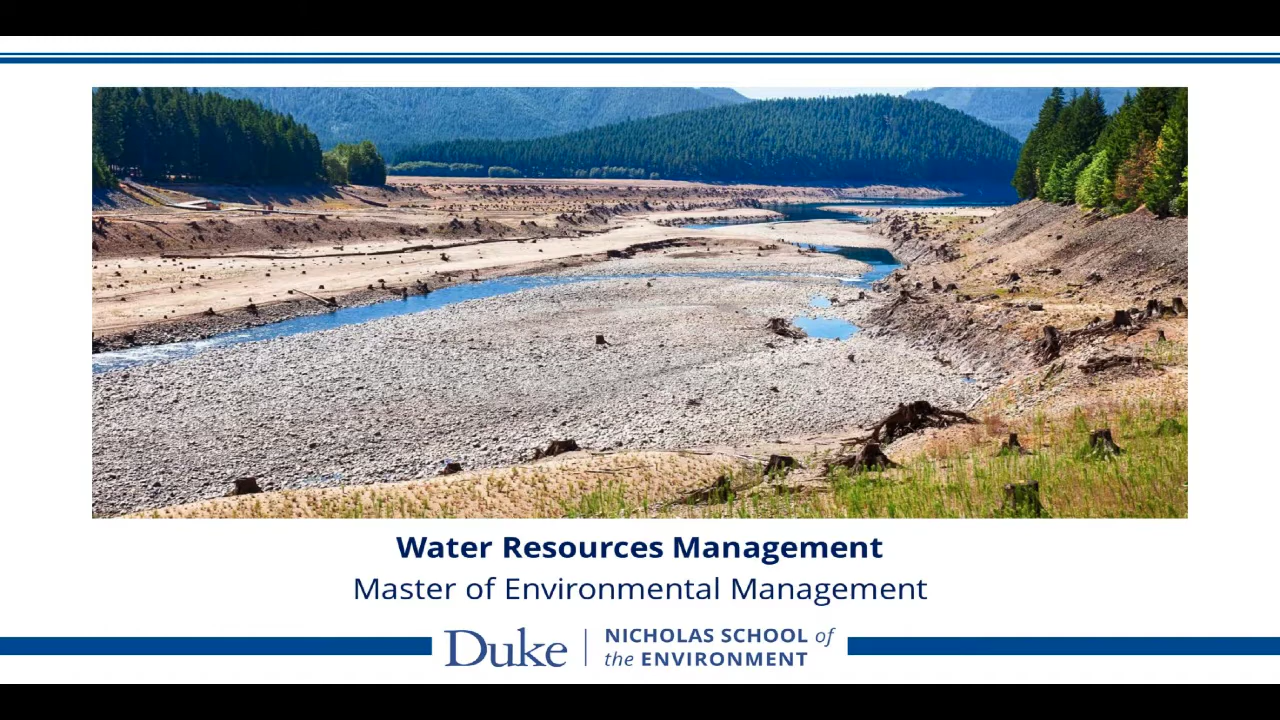 Water Resources Management
Master of Environmental Management
Duke
NICHOLAS SCHOOL of
the ENVIRONMENT